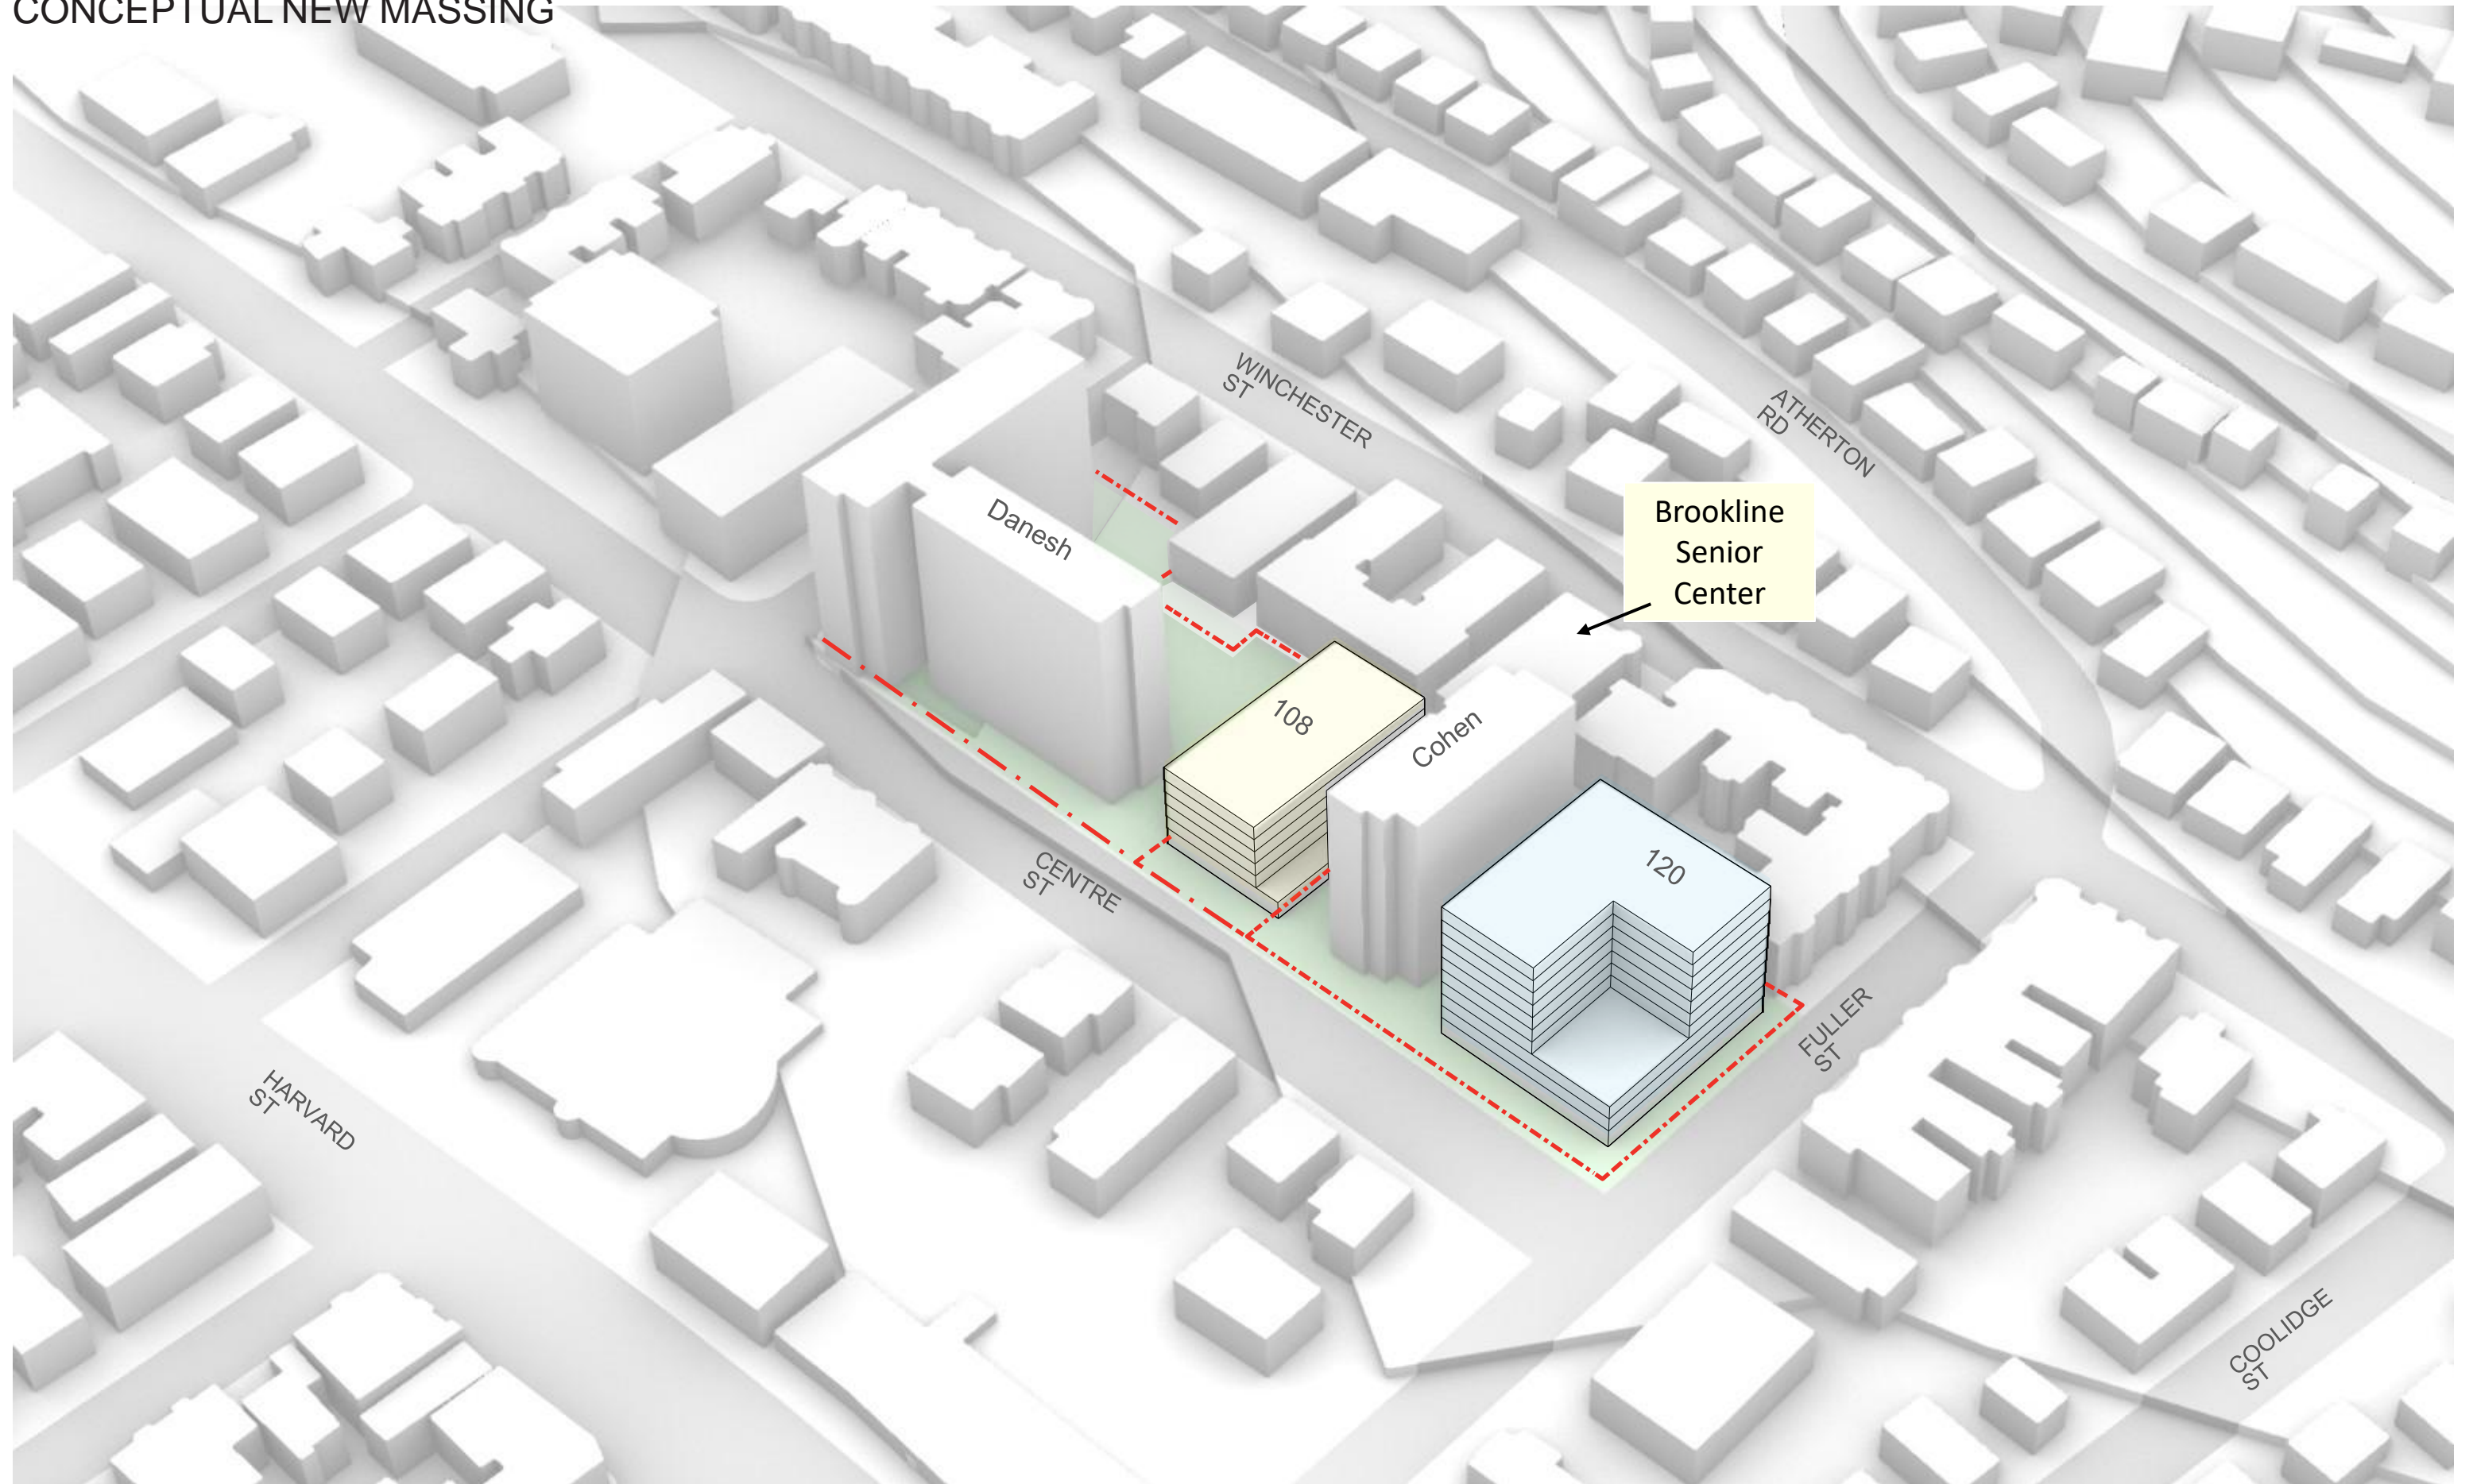 CONCEPTUAL NEW MASSING
WINCHESTER
ST
ATHERTON
RD
Brookline
Senior
Center
Danesh
108
Cohen
120
CENTRE
ST
FULLER
ST
HARVARD
ST
COOLIDGE
ST